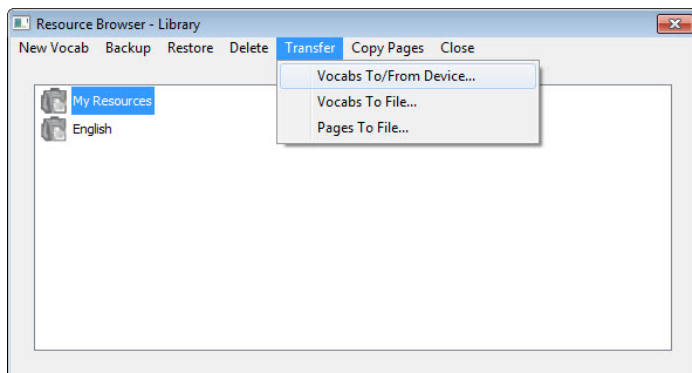 Resource Browser - Library
New Vocab Backup Restore Delete Transfer Copy Pages Close
Vocabs To/From Device...
My Resources
Vocabs To File...
English
Pages To File...